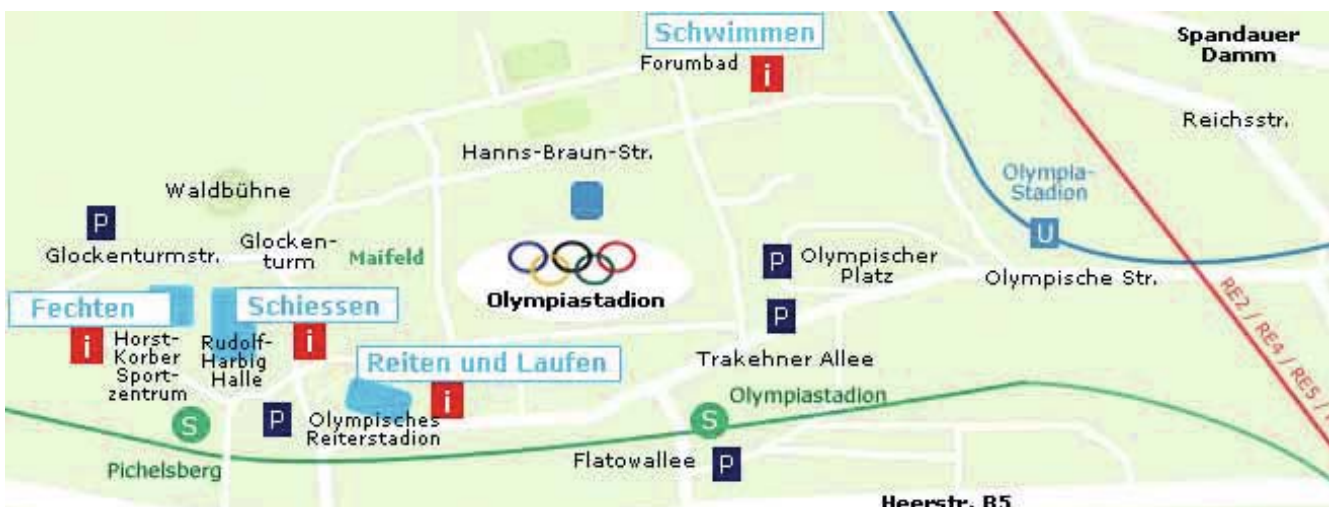 Schwimmen
Forumbad
i
Spandauer
Damm
Reichsstr.
Hanns-Braun-Str.
Waldbühne
Olympia-
Stadion
U
P
Glockenturmstr.
Glocken-
turm
Maifeld
Olympiastadion
P
Olympischer
Platz
Olympische Str.
P
Trakehner Allee
RE2 / RE4 / RE5 /
Fechten
i
Horst-
Korber
Sport-
zentrum
Schiessen
i
Rudolf-
Harbig
Halle
Reiten und Laufen
i
Olympisches
Reiterstadion
P
S
Pichelsberg
Olympiastadion
S
Flatowallee
P
Heerstr. B5